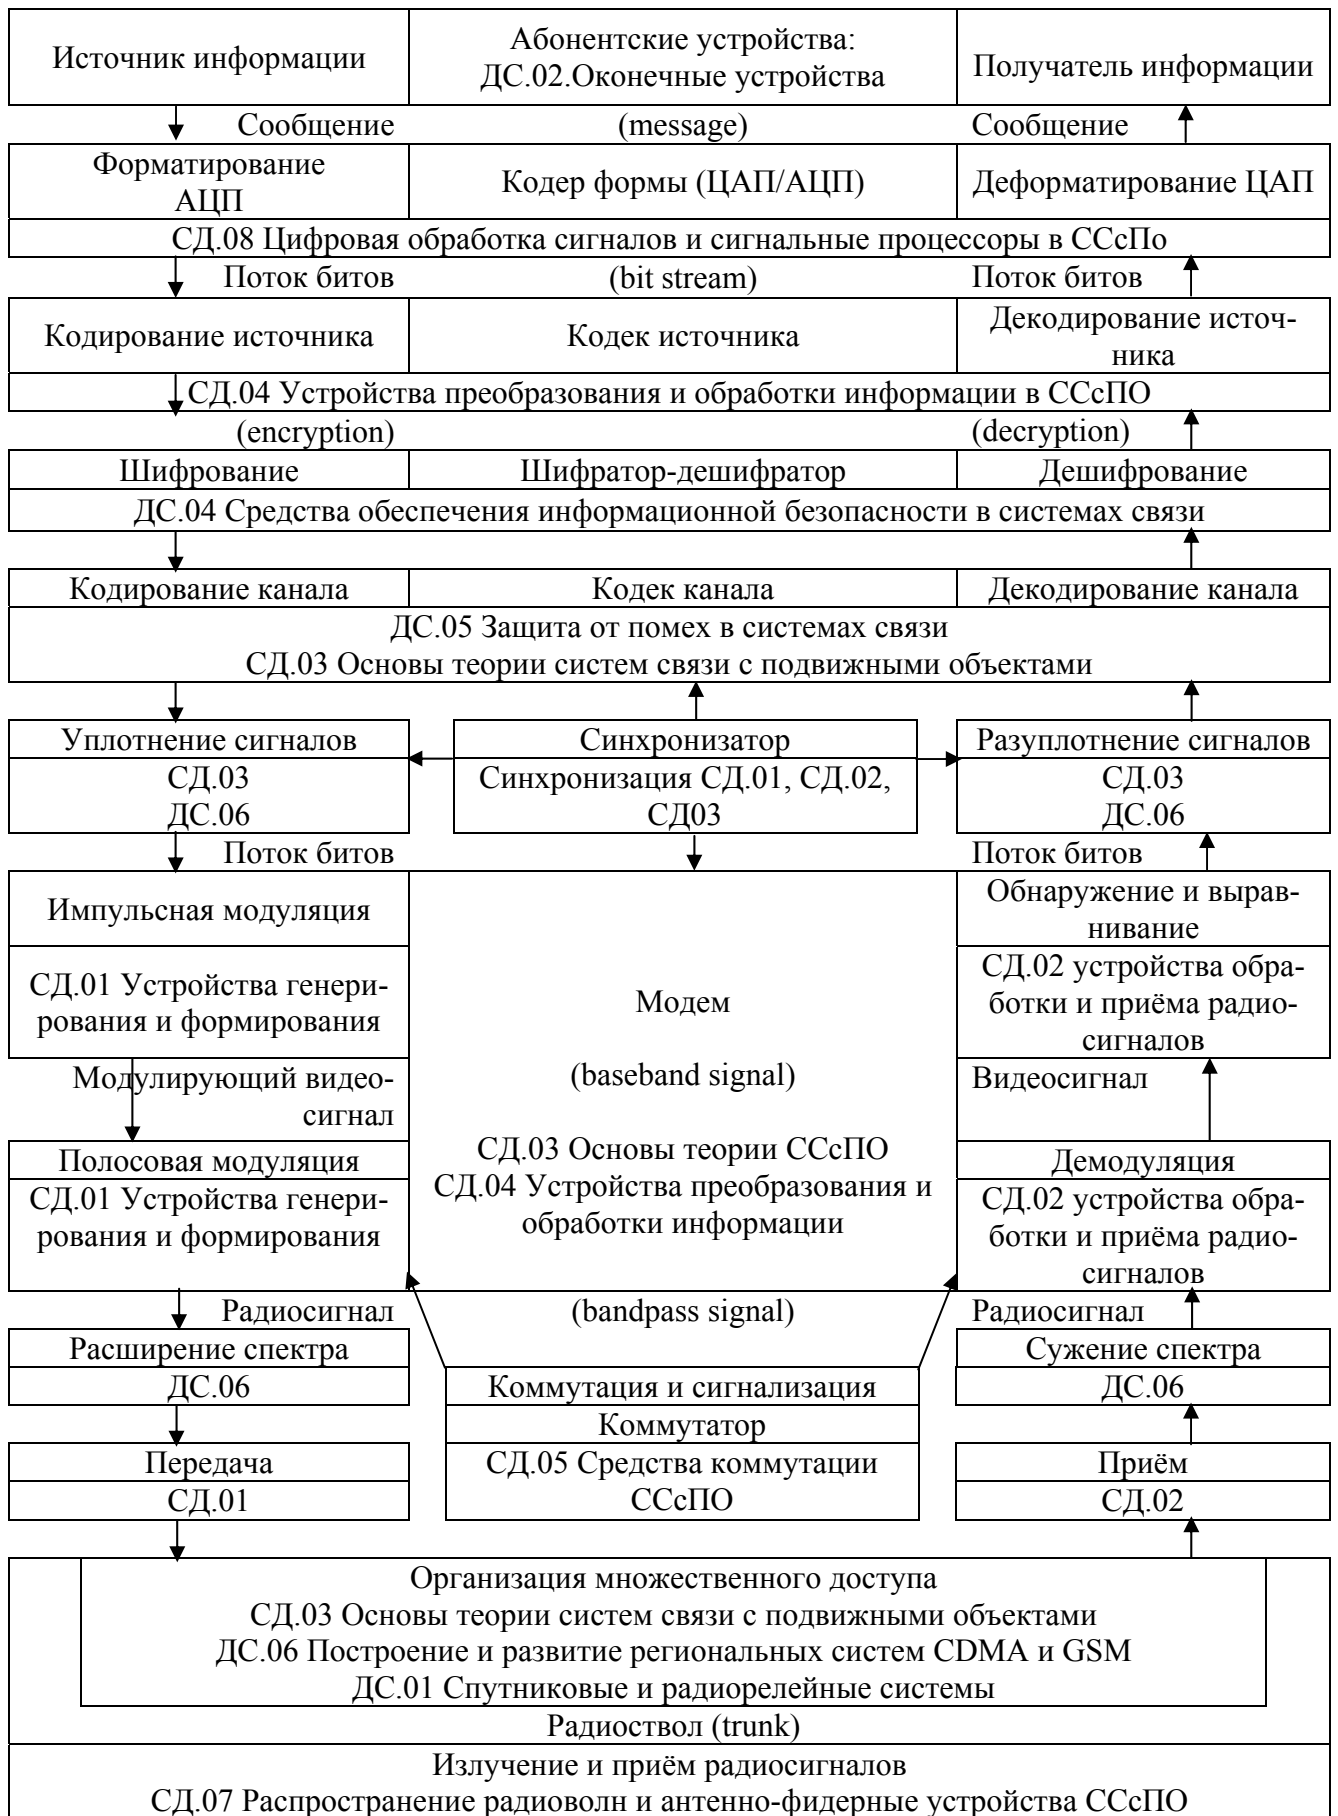 Источник информации
Абонентские устройства:
ДС.02.Оконечные устройства
Получатель информации
Сообщение
(message)
Сообщение
Форматирование
АЦП
Кодер формы (ЦАП/АЦП)
Деформатирование ЦАП
СД.08 Цифровая обработка сигналов и сигнальные процессоры в ССсПо
Поток битов
(bit stream)
Поток битов
Кодирование источника
Кодек источника
Декодирование источ-
ника
СД.04 Устройства преобразования и обработки информации в ССсПО
(encryption)
(decryption)
Шифрование
Шифратор-дешифратор
Дешифрование
ДС.04 Средства обеспечения информационной безопасности в системах связи
Кодирование канала
Кодек канала
Декодирование канала
ДС.05 Защита от помех в системах связи
СД.03 Основы теории систем связи с подвижными объектами
Уплотнение сигналов
СД.03
ДС.06
Синхронизатор
Синхронизация СД.01, СД.02,
СД03
Разуплотнение сигналов
СД.03
ДС.06
Поток битов
Поток битов
Импульсная модуляция
СД.01 Устройства генери-
рования и формирования
Модем
(baseband signal)
СД.03 Основы теории ССсПО
СД.04 Устройства преобразования и
обработки информации
Обнаружение и вырав-
нивание
СД.02 устройства обра-
ботки и приёма радио-
сигналов
Модулирующий видео-
сигнал
Видеосигнал
Полосовая модуляция
СД.01 Устройства генери-
рования и формирования
Демодуляция
СД.02 устройства обра-
ботки и приёма радио-
сигналов
Радиосигнал
(bandpass signal)
Радиосигнал
Расширение спектра
ДС.06
Коммутация и сигнализация
Коммутатор
СД.05 Средства коммутации
ССсПО
Сужение спектра
ДС.06
Передача
СД.01
Приём
СД.02
Организация множественного доступа
СД.03 Основы теории систем связи с подвижными объектами
ДС.06 Построение и развитие региональных систем CDMA и GSM
ДС.01 Спутниковые и радиорелейные системы
Радиоствол (trunk)
Излучение и приём радиосигналов
СД.07 Распространение радиоволн и антенно-фидерные устройства ССсПО